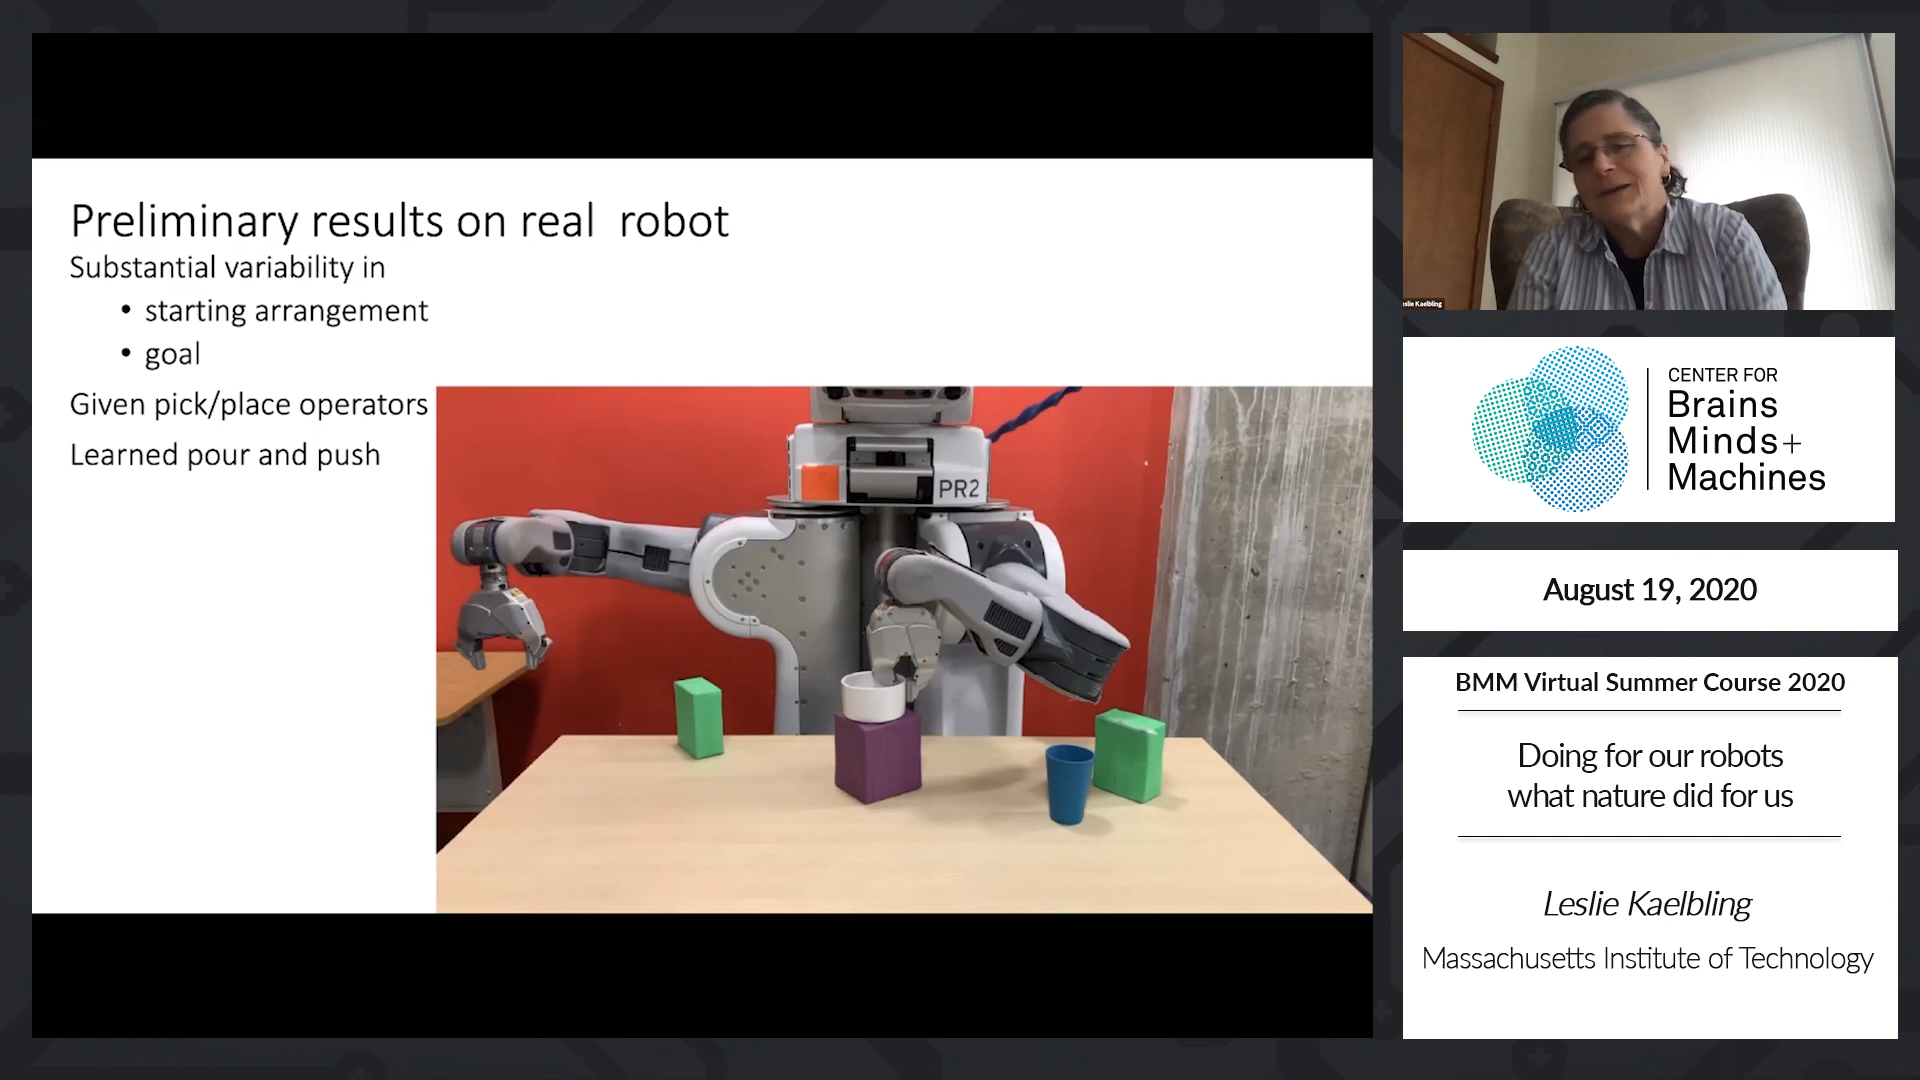 Preliminary results on real robot
Substantial variability in
• starting arrangement
• goal
Given pick/place operators
Learned pour and push
PR2
Leslie Kaelbling
CENTER FOR
Brains
Minds+
Machines
August 19, 2020
BMM Virtual Summer Course 2020
Doing for our robots
what nature did for us
Leslie Kaelbling
Massachusetts Institute of Technology